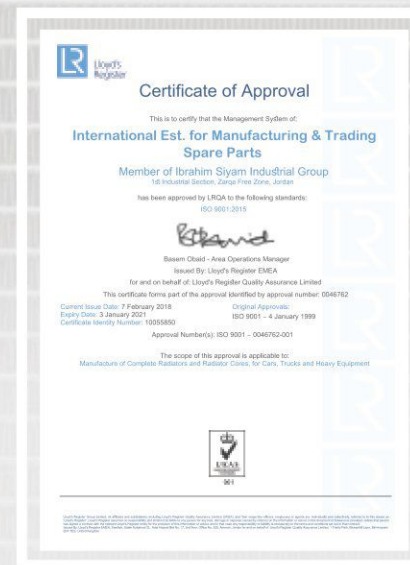 LR
Lloyd's
Register
Certificate of Approval
This is to certify that the Management System of:
International Est. for Manufacturing & Trading
Spare Parts
Member of Ibrahim Siyam Industrial Group
Industrial Section, Zarqa Free Zone, Jordan
has been approved by LRQA to the following standards:
ISO 9001:2015
Basem Obaid - Area Operations Manager
Issued By: Lloyd's Register EMEA
for and on behalf of: Lloyd's Register Quality Assurance Limited
This certificate forms part of the approval identified by approval number: 0046762
Current Issue Date: 7 February 2018
Expiry Date: 3 January 2021
Certificate Identity Number: 10055850
Original Approvals:
ISO 9001 – 4 January 1999
Approval Number(s): ISO 9001 – 0046762-001
The scope of this approval is applicable to:
Manufacture of Complete Radiators and Radiator Cores, for Cars, Trucks and Heavy Equipment
UKAS
001